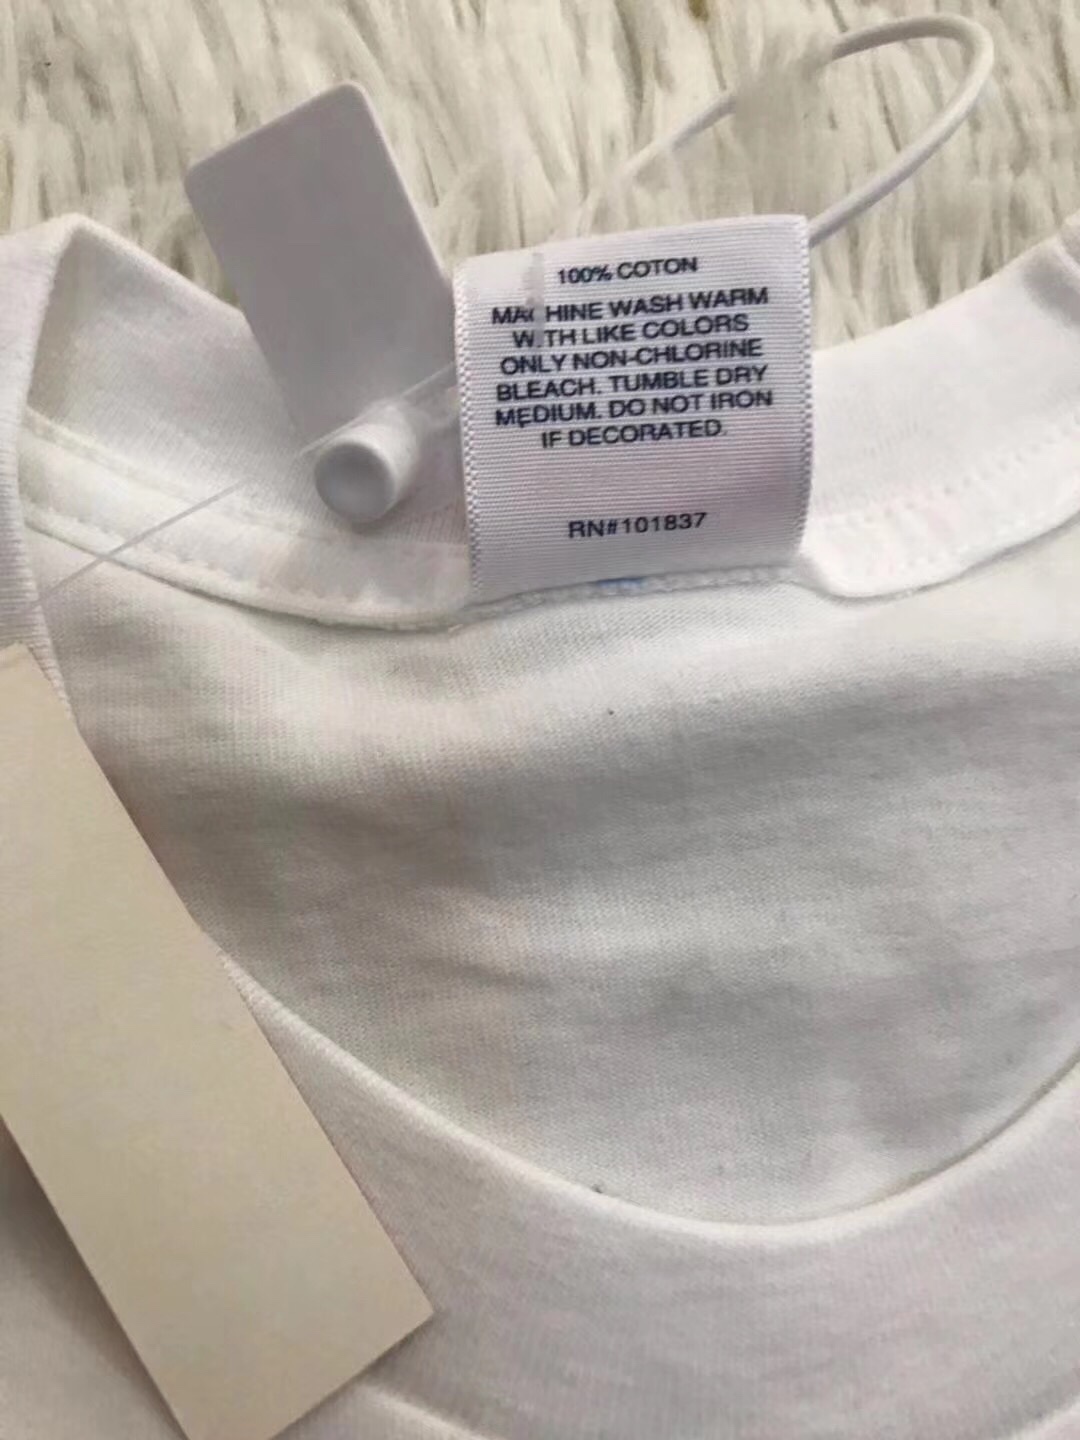 100% COTON
MACHINE WASH WARM
WITH LIKE COLORS
ONLY NON-CHLORINE
BLEACH. TUMBLE DRY
MEDIUM. DO NOT IRON
IF DECORATED.
RN#101837